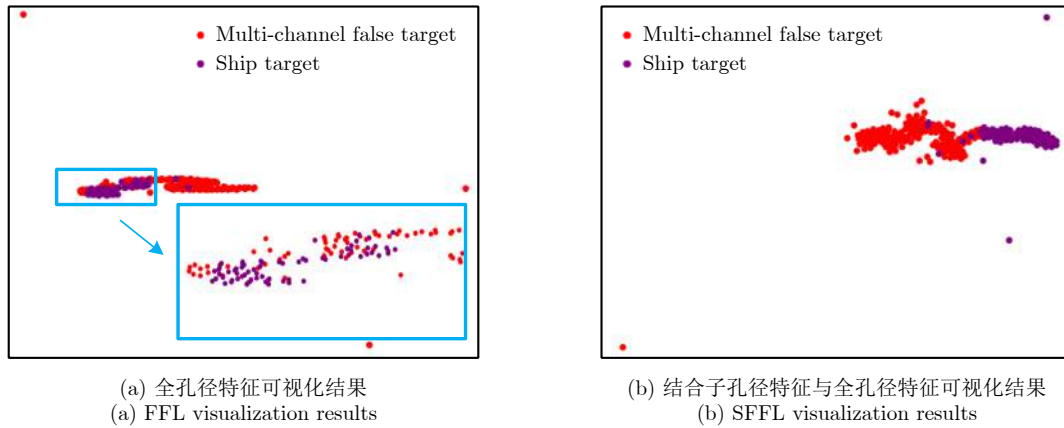 Multi-channel false target
Ship target
(a) 全孔径特征可视化结果
(a) FFL visualization results
Multi-channel false target
Ship target
(b) 结合子孔径特征与全孔径特征可视化结果
(b) SFFL visualization results